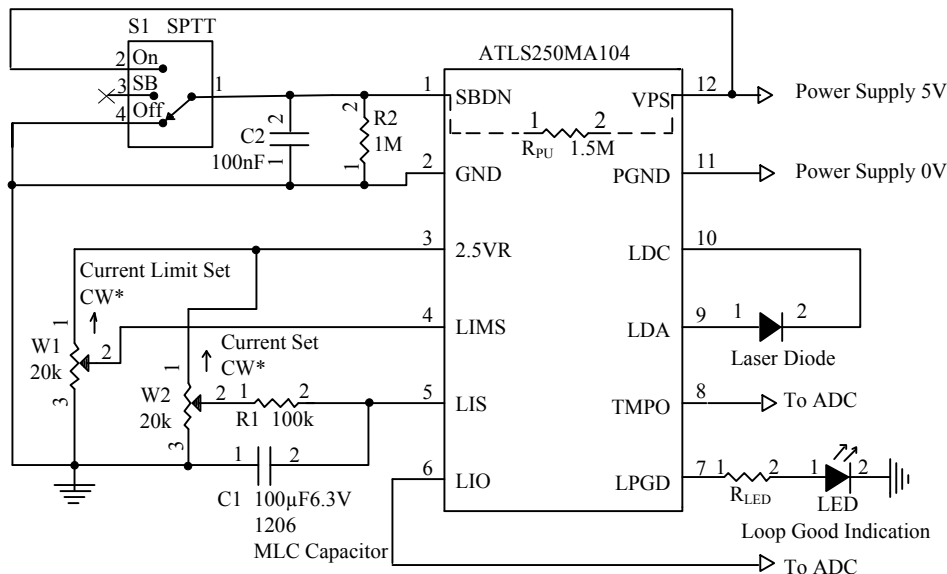 S1 SPTT
ATLS250MA104
2 On
3 SB
4 Off
1
2
C2
100nF
1
2
R2
1M
1
1 SBDN
VPS 12
Power Supply 5V
1 2
RPU 1.5M
2 GND
PGND 11
Power Supply 0V
3 2.5VR
LDC 10
Current Limit Set
CW*
1
W1
20k
2
3
4 LIMS
LDA 9
1 2
Laser Diode
Current Set
CW*
1
W2
20k
2
3
1 2
R1 100k
5 LIS
TMPO 8
To ADC
1 2
C1 100µF6.3V
1206
MLC Capacitor
6 LIO
LPGD 7
1 2
RLED
1 2
LED
Loop Good Indication
To ADC